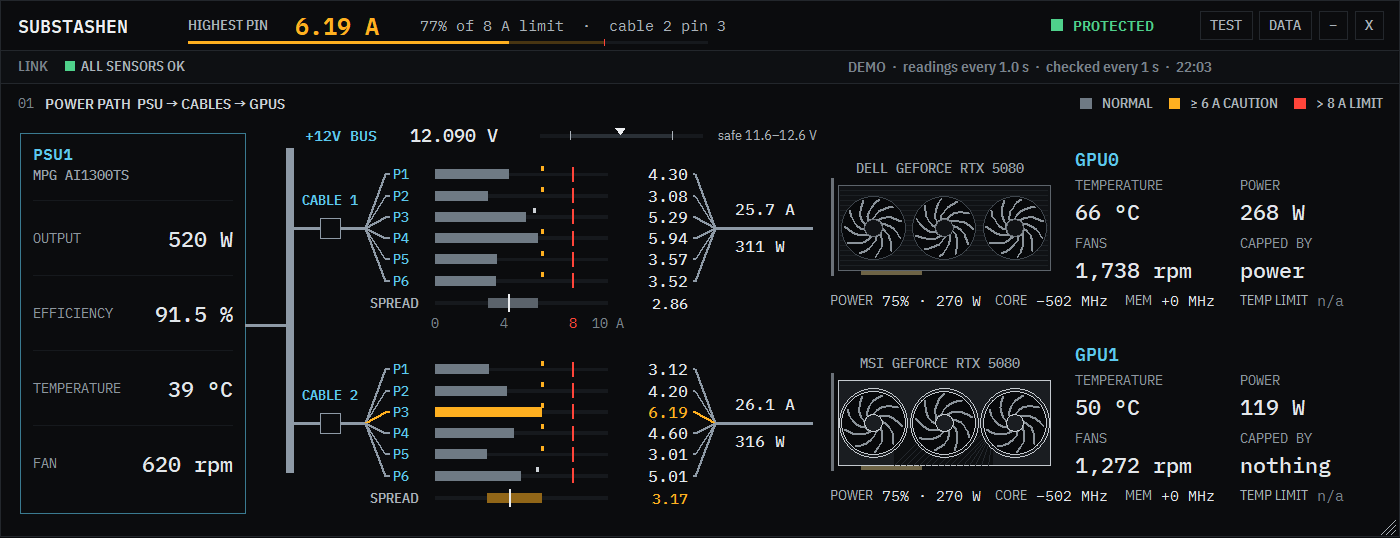 SUBSTASHEN HIGHEST PIN 6.19 A 77% of 8 A limit · cable 2 pin 3 PROTECTED TEST DATA − X
LINK ALL SENSORS OK DEMO · readings every 1.0 s · checked every 1 s · 22:03
01 POWER PATH PSU → CABLES → GPUS NORMAL ≥ 6 A CAUTION > 8 A LIMIT
PSU1
MPG AI1300TS
OUTPUT 520 W
EFFICIENCY 91.5 %
TEMPERATURE 39 °C
FAN 620 rpm
+12V BUS 12.090 V safe 11.6–12.6 V
CABLE 1
P1 4.30
P2 3.08
P3 5.29
P4 5.94
P5 3.57
P6 3.52
SPREAD 2.86
0 4 8 10 A
25.7 A
311 W
CABLE 2
P1 3.12
P2 4.20
P3 6.19
P4 4.60
P5 3.01
P6 5.01
SPREAD 3.17
26.1 A
316 W
DELL GEFORCE RTX 5080
GPU0
TEMPERATURE POWER
66 °C 268 W
FANS CAPPED BY
1,738 rpm power
POWER 75% · 270 W CORE −502 MHz MEM +0 MHz TEMP LIMIT n/a
MSI GEFORCE RTX 5080
GPU1
TEMPERATURE POWER
50 °C 119 W
FANS CAPPED BY
1,272 rpm nothing
POWER 75% · 270 W CORE −502 MHz MEM +0 MHz TEMP LIMIT n/a